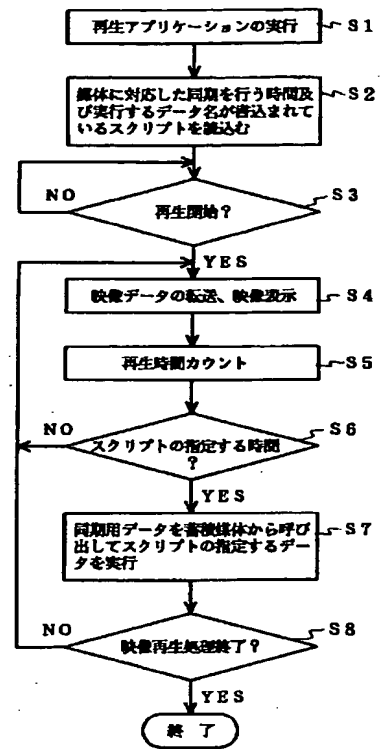 再生アプリケーションの実行
S1
媒体に対応した同期を行う時間及
び実行するデータ名が書込まれて
いるスクリプトを読込む
S2
NO
再生開始?
S3
YES
映像データの転送、映像表示
S4
再生時間カウント
S5
NO
スクリプトの指定する時間
?
S6
YES
同期用データを蓄積媒体から呼び
出してスクリプトの指定するデー
タを実行
S7
NO
映像再生処理終了?
S8
YES
終了